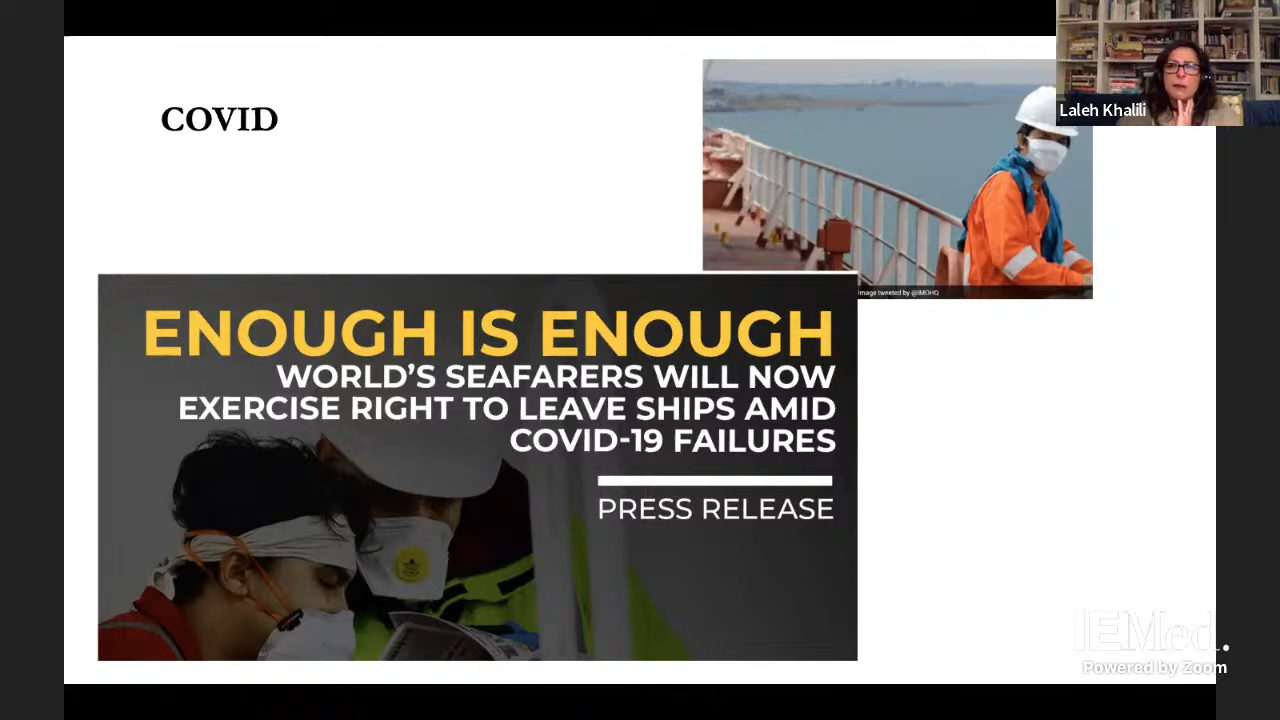 COVID
Laleh Khalili
Image tweeted by @IMOHQ
ENOUGH IS ENOUGH
WORLD'S SEAFARERS WILL NOW
EXERCISE RIGHT TO LEAVE SHIPS AMID
COVID-19 FAILURES
PRESS RELEASE
IEMed.
Powered by Zoom